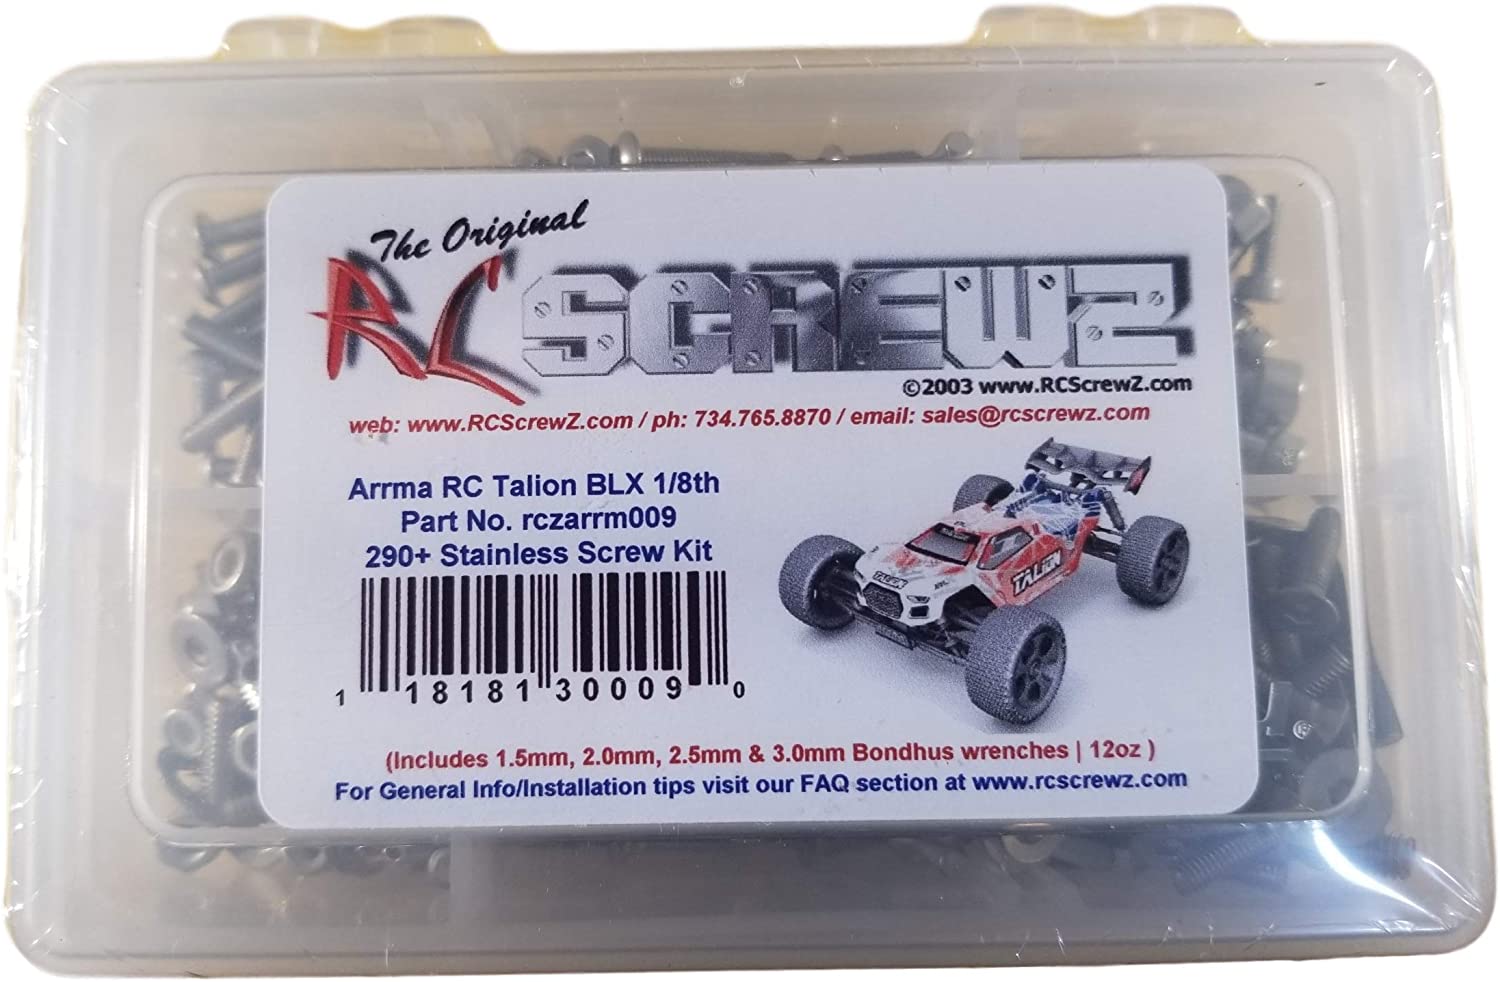 The Original
RC SCREWZ
©2003 www.RCScrewZ.com
web: www.RCScrewZ.com / ph: 734.765.8870 / email: sales@rcscrewz.com
Arrma RC Talion BLX 1/8th
Part No. rczarrm009
290+ Stainless Screw Kit
1 18181 30009 0
TALION
TALION
(Includes 1.5mm, 2.0mm, 2.5mm & 3.0mm Bondhus wrenches | 12oz )
For General Info/Installation tips visit our FAQ section at www.rcscrewz.com